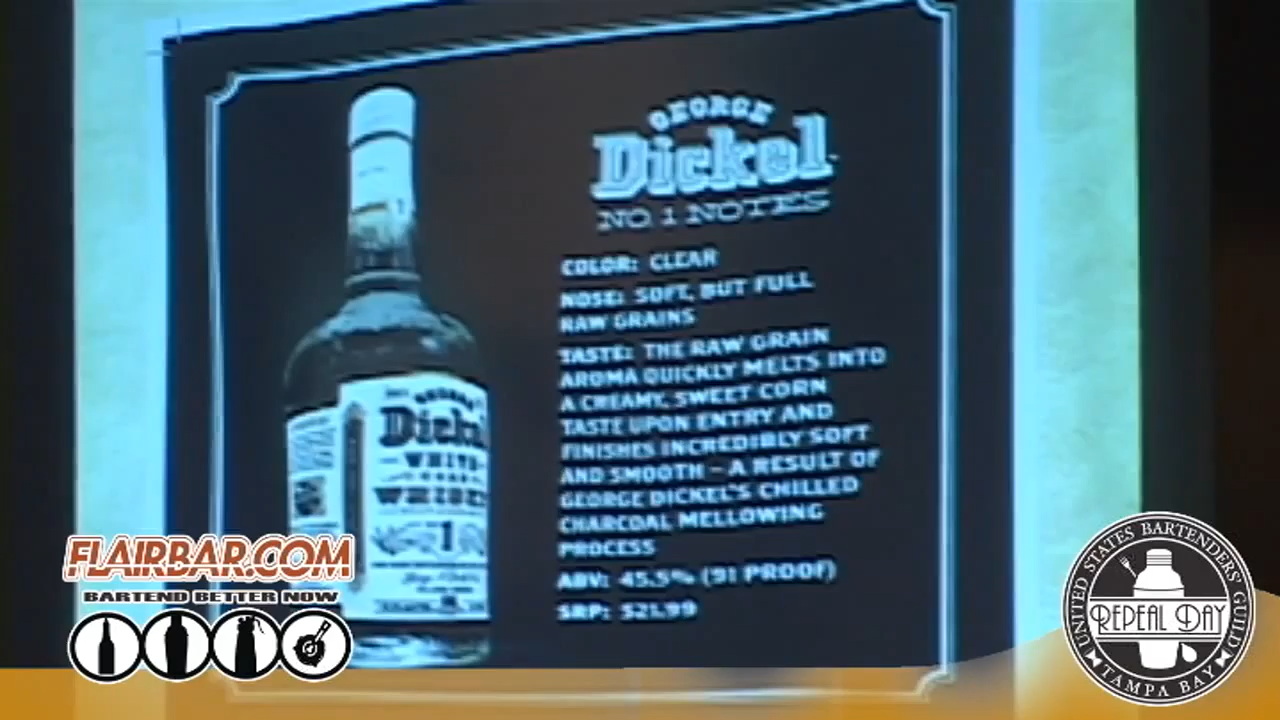 GEORGE
Dickel
NO. 1 NOTES
COLOR: CLEAR
NOSE: SOFT, BUT FULL
RAW GRAINS
TASTE: THE RAW GRAIN
AROMA QUICKLY MELTS INTO
A CREAMY, SWEET CORN
TASTE UPON ENTRY AND
FINISHES INCREDIBLY SOFT
AND SMOOTH – A RESULT OF
GEORGE DICKEL'S CHILLED
CHARCOAL MELLOWING
PROCESS
ABV: 45.5% (91 PROOF)
SRP: $21.99
GEORGE
Dickel
WHITE
CORN
WHISKY
1
FLAIRBAR.COM
BARTEND BETTER NOW
UNITED STATES BARTENDERS' GUILD
REPEAL DAY
TAMPA BAY